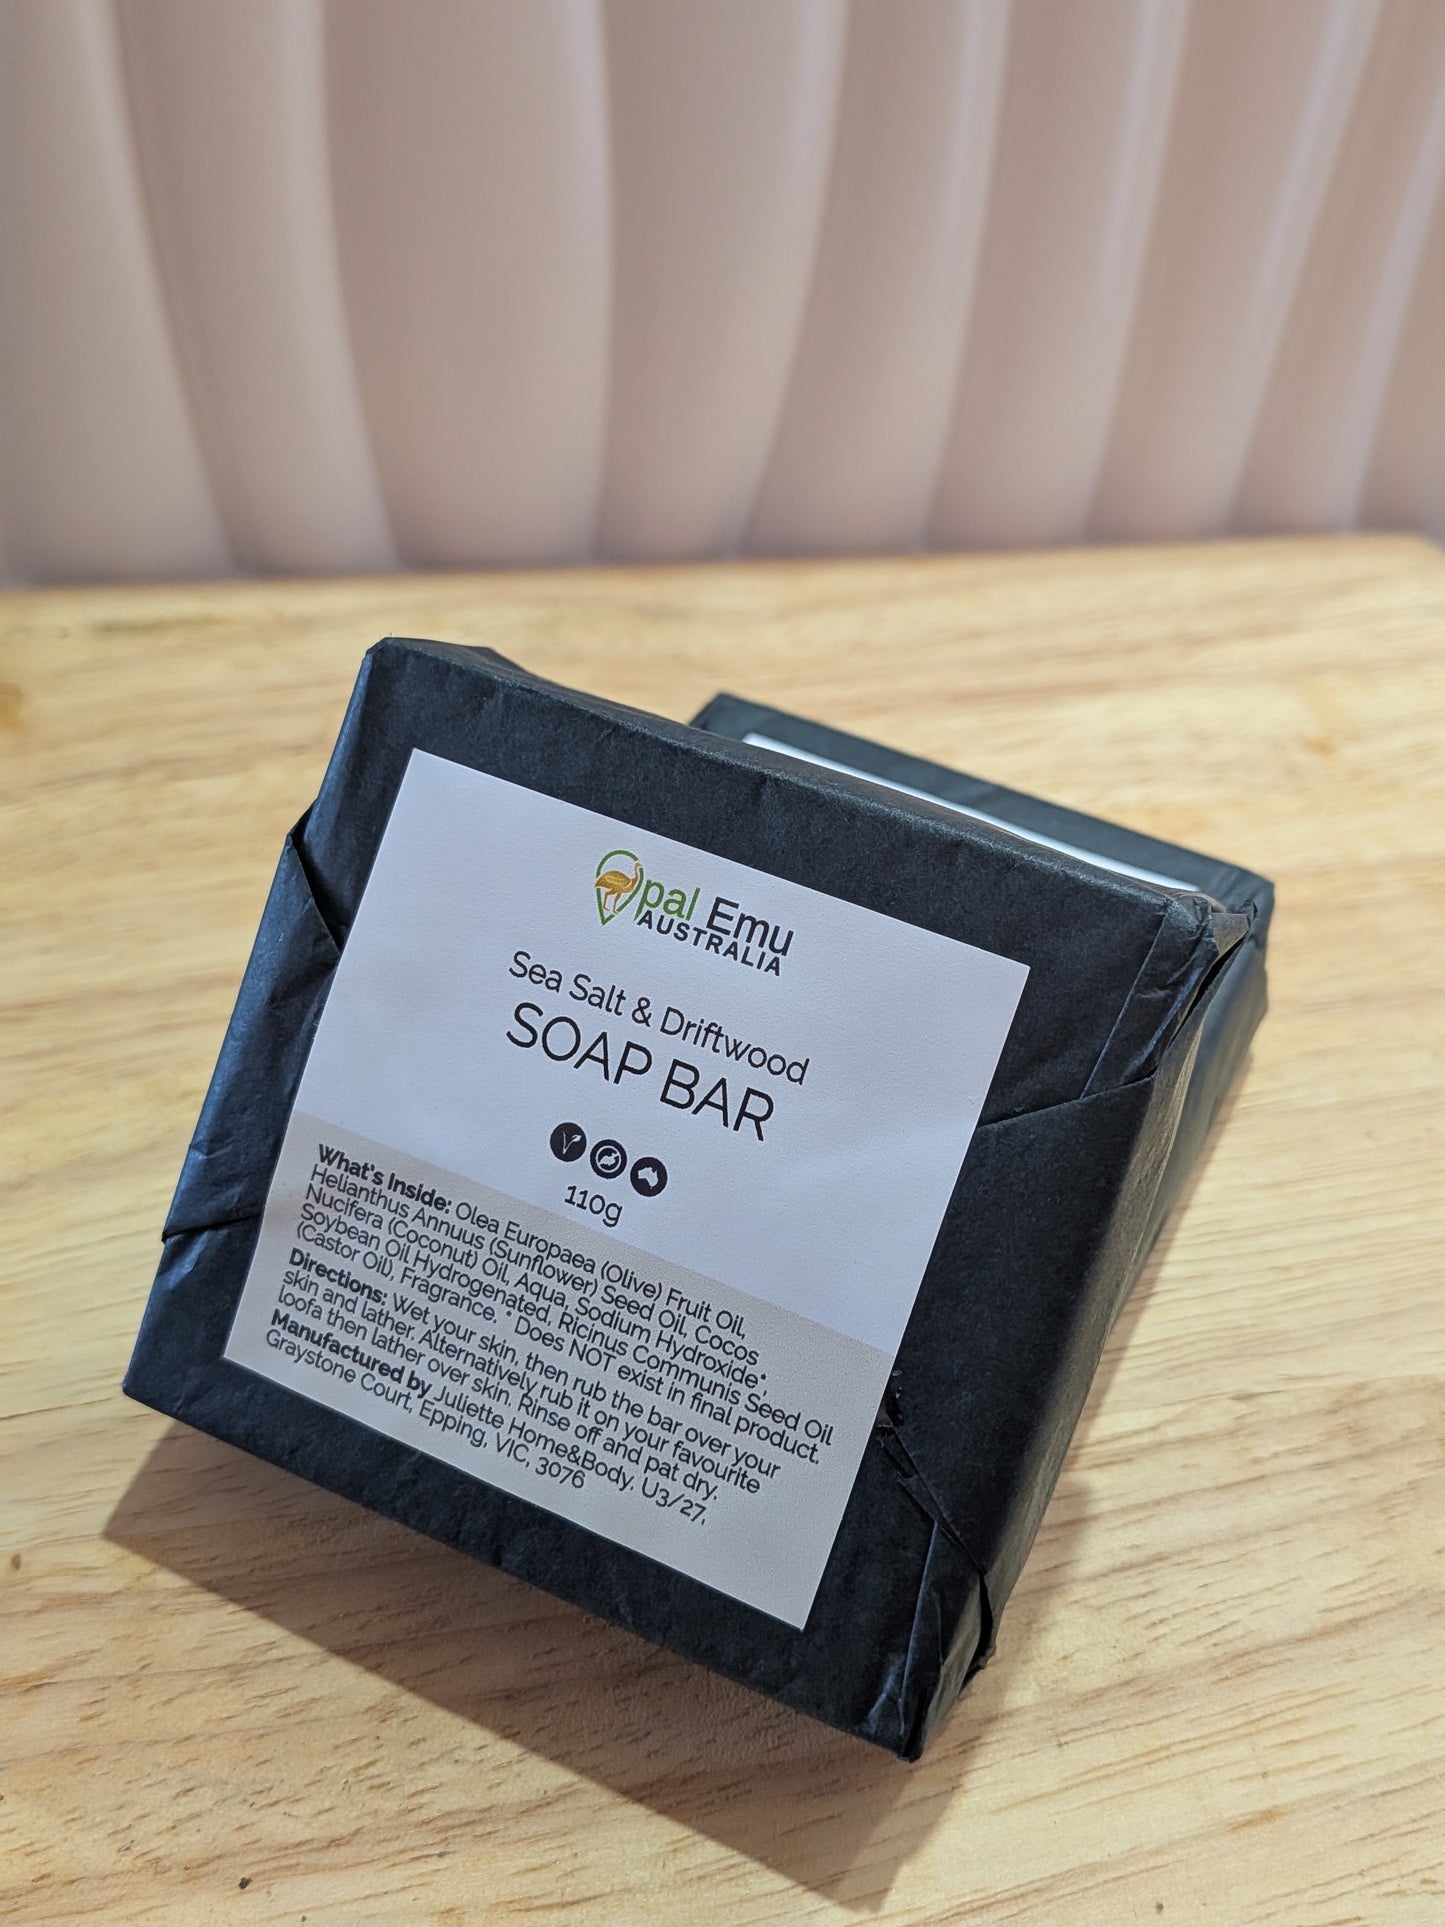 Opal Emu
AUSTRALIA
Sea Salt & Driftwood
SOAP BAR
110g
What's Inside: Olea Europaea (Olive) Fruit Oil,
Helianthus Annuus (Sunflower) Seed Oil, Cocos
Nucifera (Coconut) Oil, Aqua, Sodium Hydroxide*,
Soybean Oil Hydrogenated, Ricinus Communis Seed Oil
(Castor Oil), Fragrance. * Does NOT exist in final product.
Directions: Wet your skin, then rub the bar over your
skin and lather. Alternatively rub it on your favourite
loofa then lather over skin. Rinse off and pat dry.
Manufactured by Juliette Home&Body. U3/27,
Graystone Court, Epping, VIC, 3076